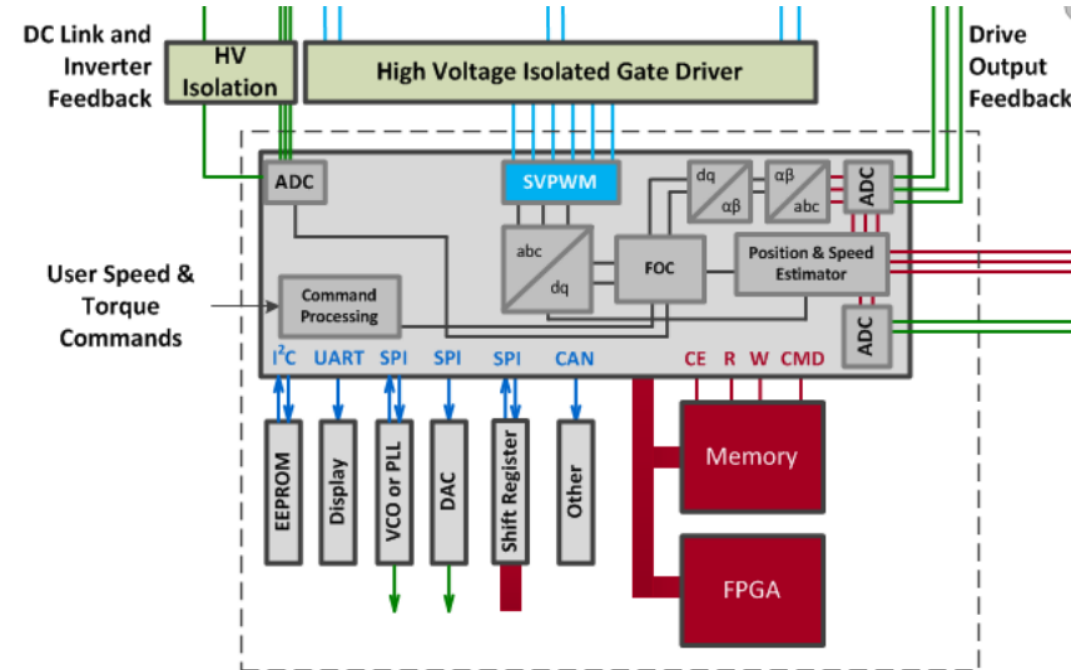 DC Link and
Inverter
Feedback
HV
Isolation
High Voltage Isolated Gate Driver
Drive
Output
Feedback
ADC
SVPWM
dq
αβ
αβ
abc
ADC
abc
dq
FOC
Position & Speed
Estimator
User Speed &
Torque
Commands
Command
Processing
ADC
I²C UART SPI SPI SPI CAN CE R W CMD
EEPROM
Display
VCO or PLL
DAC
Shift Register
Other
Memory
FPGA